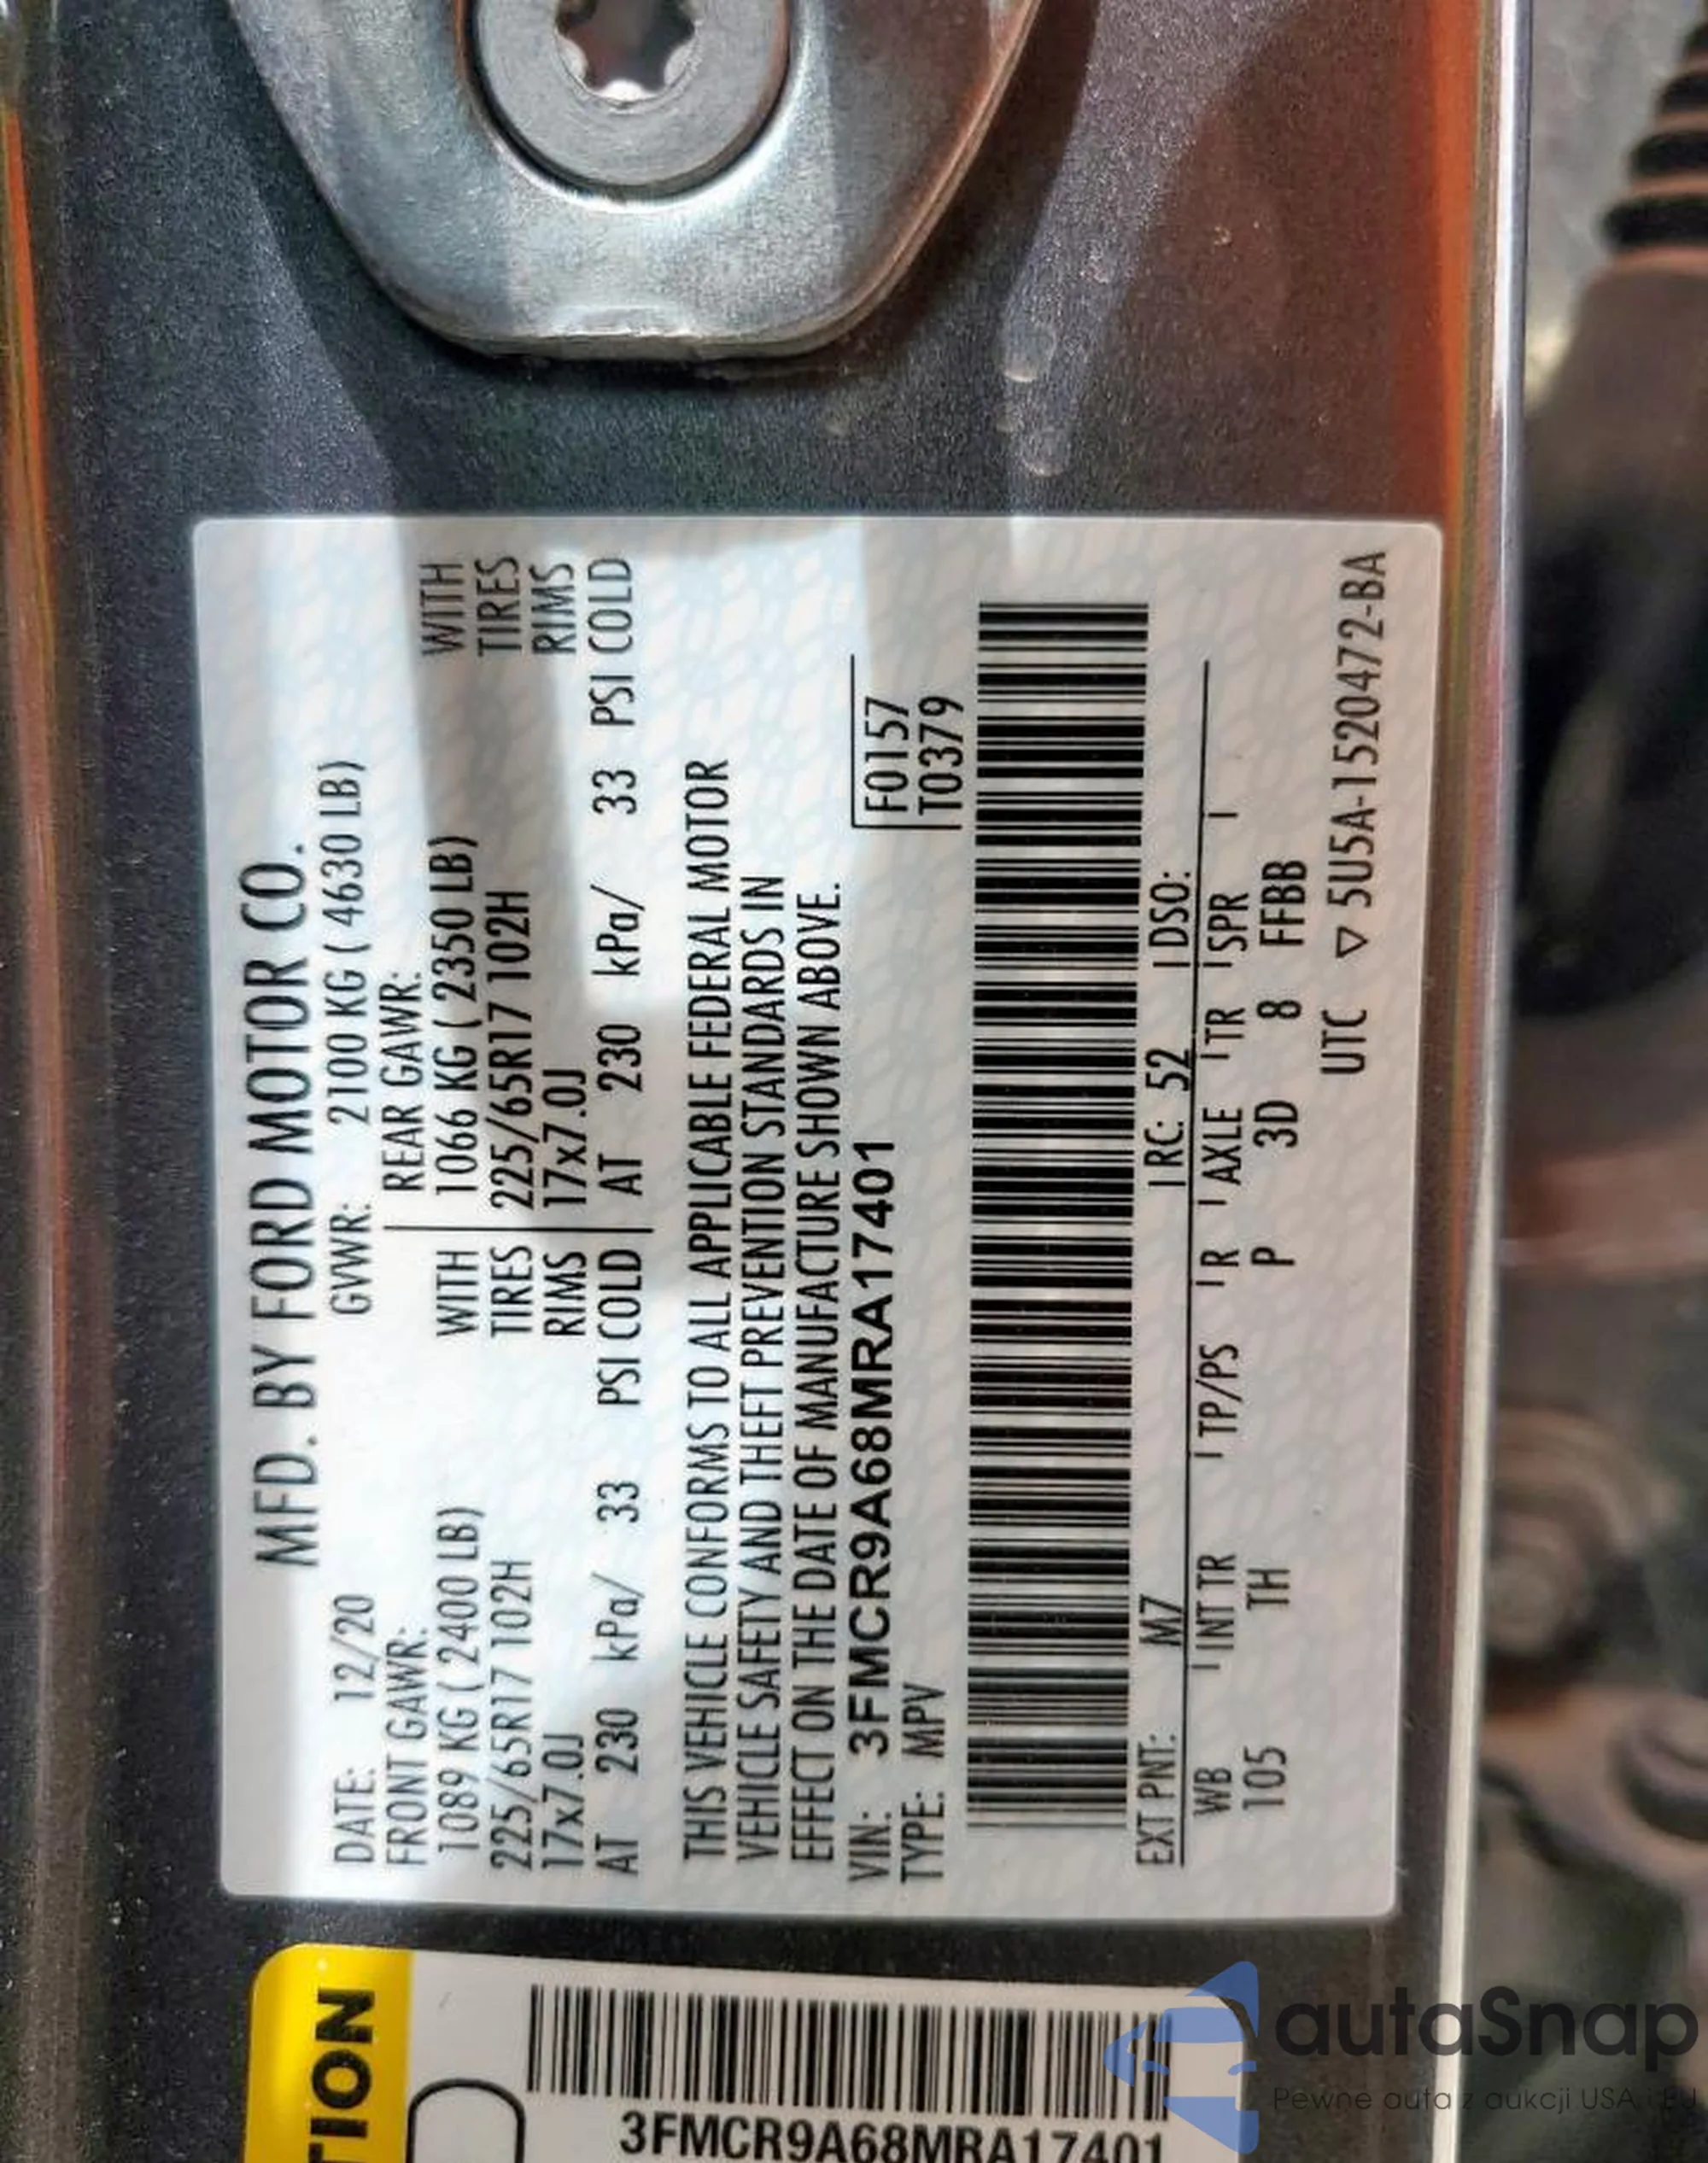 MFD. BY FORD MOTOR CO.
DATE: 12/20 GVWR: 2100 KG ( 4630 LB)
FRONT GAWR: REAR GAWR:
1089 KG ( 2400 LB) WITH 1066 KG ( 2350 LB) WITH
225/65R17 102H TIRES 225/65R17 102H TIRES
17x7.0J RIMS 17x7.0J RIMS
AT 230 kPa/ 33 PSI COLD AT 230 kPa/ 33 PSI COLD
THIS VEHICLE CONFORMS TO ALL APPLICABLE FEDERAL MOTOR
VEHICLE SAFETY AND THEFT PREVENTION STANDARDS IN
EFFECT ON THE DATE OF MANUFACTURE SHOWN ABOVE.
VIN: 3FMCR9A68MRA17401 F0157
TYPE: MPV T0379
EXT PNT: M7 RC: 52 DSO:
WB INT TR TP/PS R AXLE TR SPR
105 TH P 3D 8 FFBB
UTC ▽ 5U5A-1520472-BA
TION
3FMCR9A68MRA17401
autaSnap
Pewne auta z aukcji USA i EU